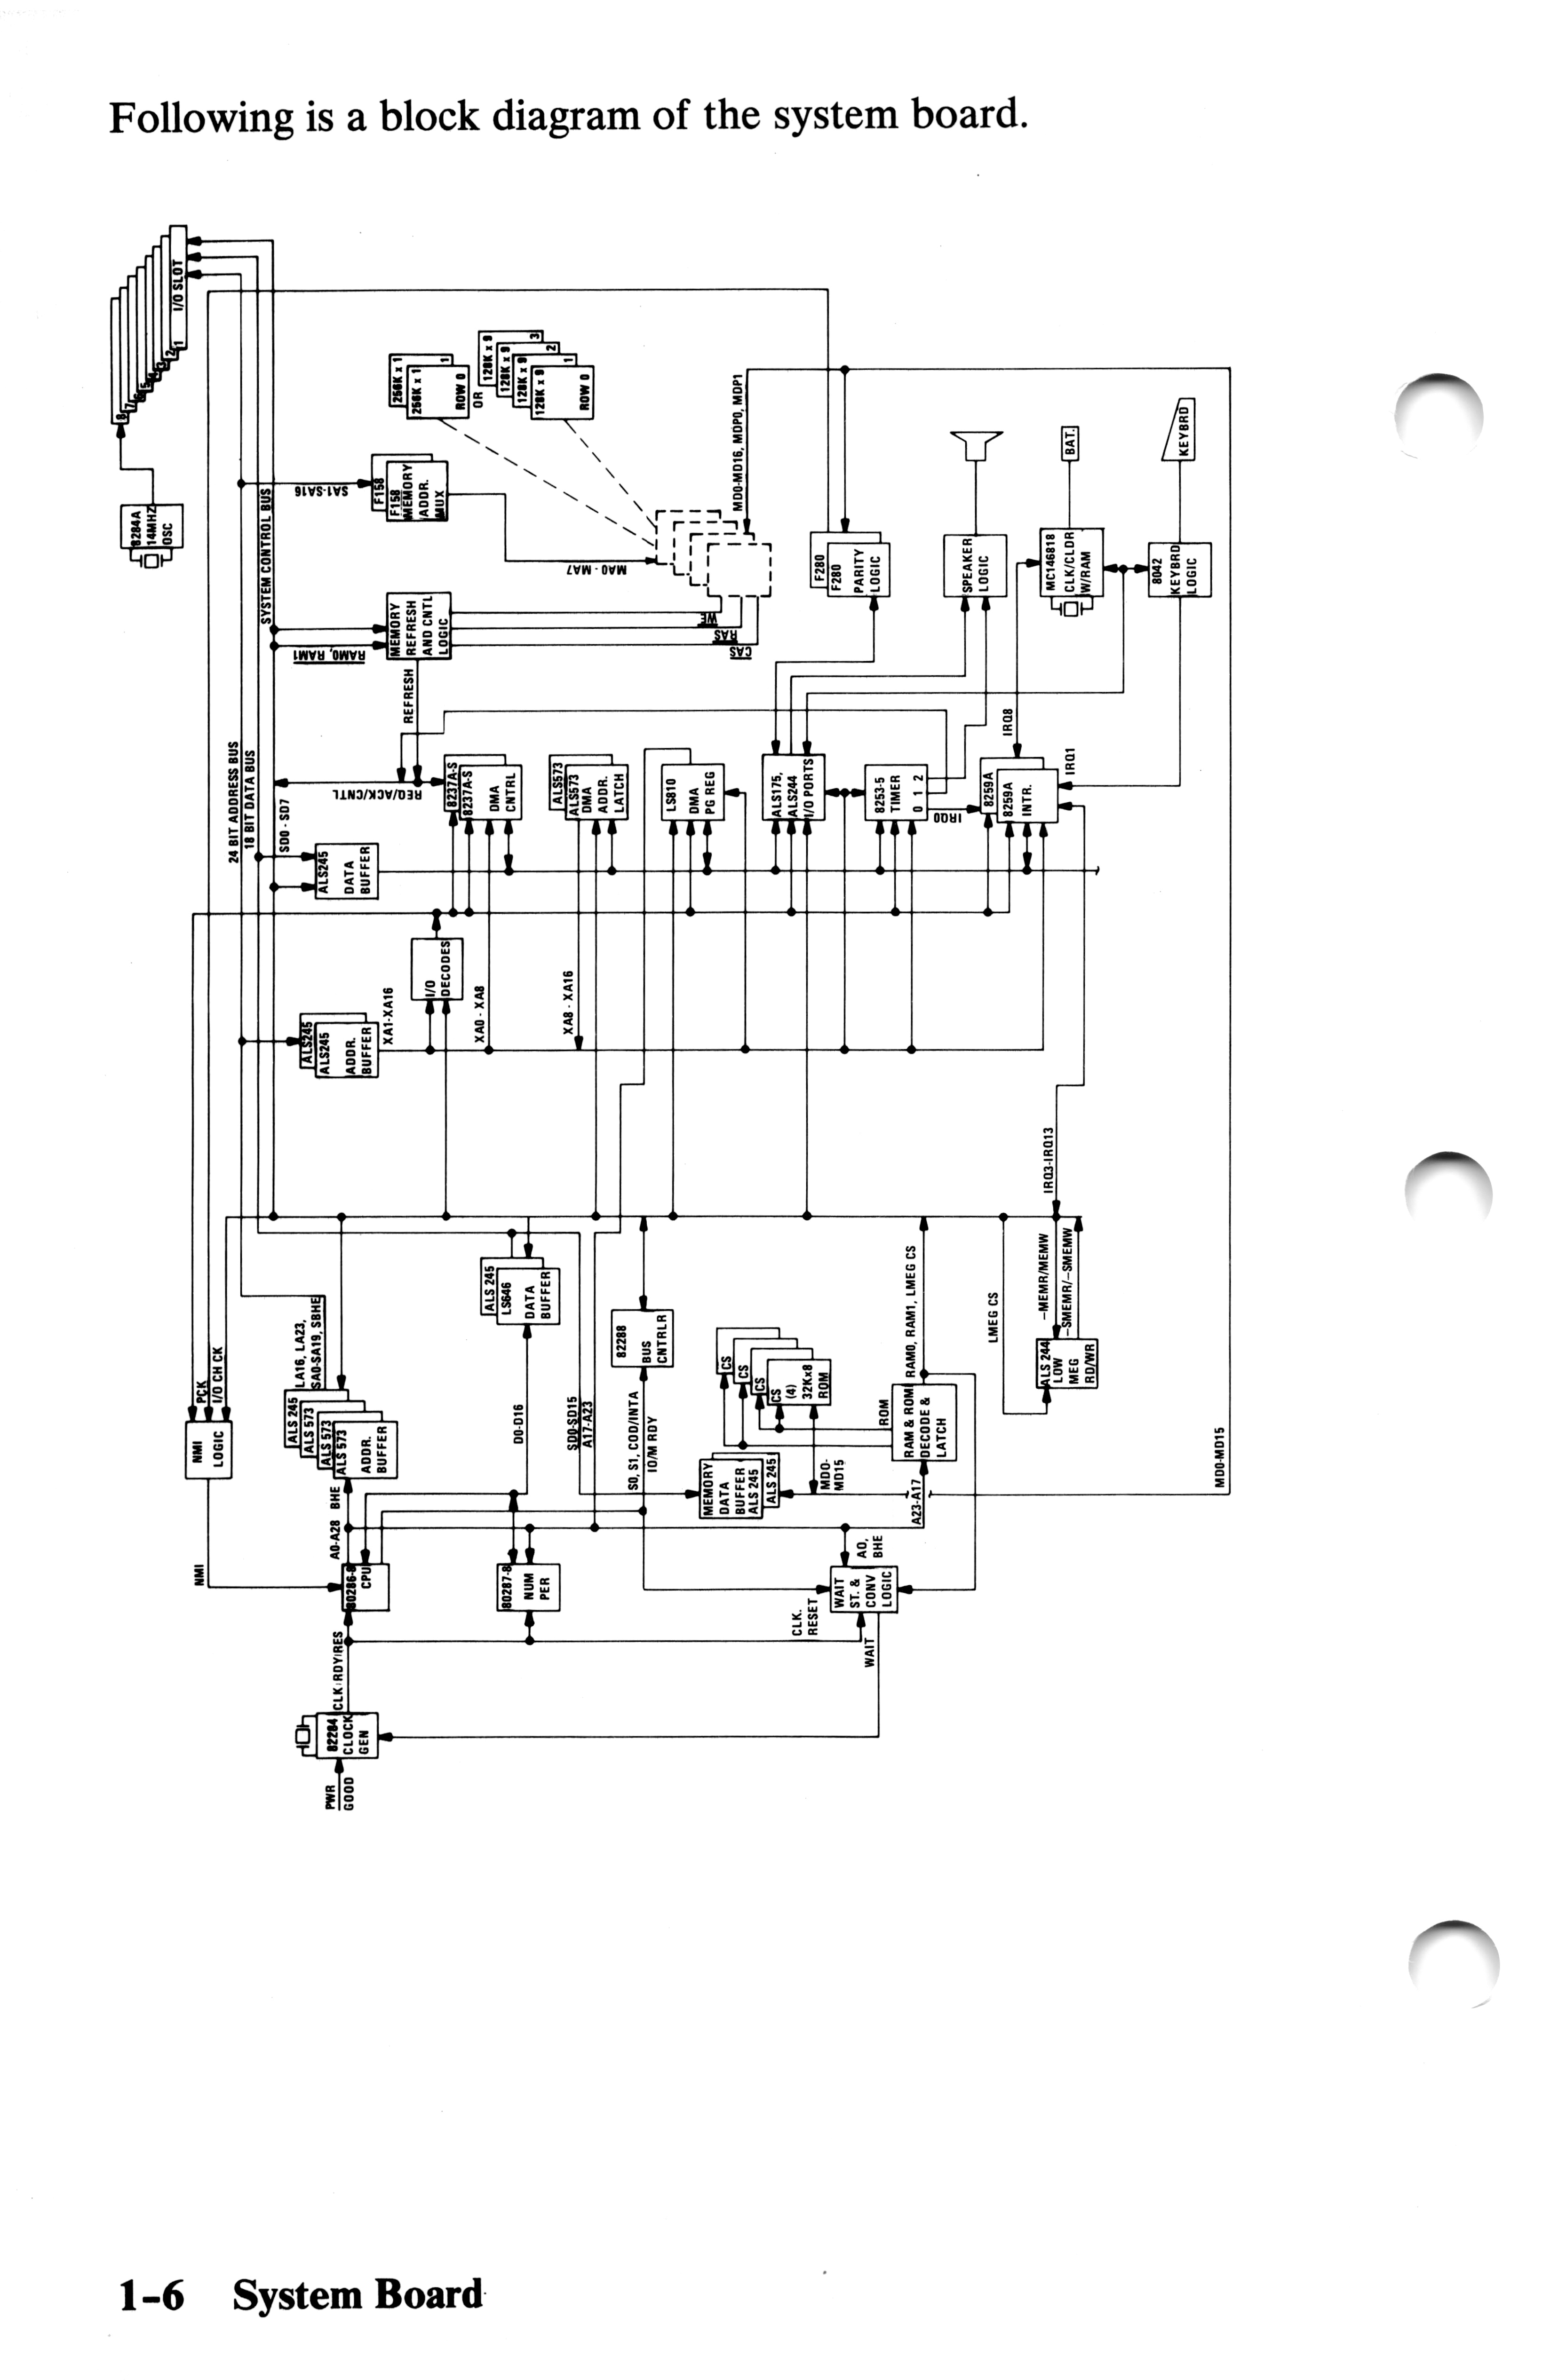 Following is a block diagram of the system board.
8284A
14MHZ
OSC
8
7
6
5
4
3
2
1
I/O SLOT
24 BIT ADDRESS BUS
18 BIT DATA BUS
SYSTEM CONTROL BUS
SD0 - SD7
SA1-SA16
F158
F158
MEMORY
ADDR.
MUX
256K x 1
1
256K x 1
ROW 0
OR
128K x 9
3
128K x 9
2
128K x 9
1
128K x 9
ROW 0
MA0 - MA7
RAM0, RAM1
MEMORY
REFRESH
AND CNTL
LOGIC
WE
RAS
CAS
MD0-MD16, MDP0, MDP1
F280
F280
PARITY
LOGIC
SPEAKER
LOGIC
MC146818
CLK/CLDR
W/RAM
BAT.
8042
KEYBRD
LOGIC
KEYBRD
REFRESH
REQ/ACK/CNTL
8237A-S
8237A-S
DMA
CNTRL
ALS573
ALS573
DMA
ADDR.
LATCH
LS810
DMA
PG REG
ALS175,
ALS244
I/O PORTS
8253-5
TIMER
0 1 2
IRQ0
IRQ8
8259A
8259A
INTR.
IRQ1
ALS245
DATA
BUFFER
I/O
DECODES
ALS245
ALS245
ADDR.
BUFFER
XA1-XA16
XA0 - XA8
XA8 - XA16
IRQ3-IRQ13
PCK
I/O CH CK
NMI
LOGIC
NMI
LA16, LA23,
SA0-SA19, SBHE
ALS 245
ALS 573
ALS 573
ALS 573
ADDR.
BUFFER
ALS 245
LS646
DATA
BUFFER
82288
BUS
CNTRLR
D0-D16
SD0-SD15
A17-A23
S0, S1, COD/INTA
IO/M RDY
CS
CS
CS
CS
(4)
32Kx8
ROM
MEMORY
DATA
BUFFER
ALS 245
ALS 245
MD0-
MD15
ROM
RAM & ROM
DECODE &
LATCH
RAM0, RAM1, LMEG CS
LMEG CS
-MEMR/MEMW
-SMEMR/-SMEMW
ALS 244
LOW
MEG
RD/WR
MD0-MD15
A23-A17
A0-A28
BHE
80286-8
CPU
80287-8
NUM
PER
A0,
BHE
WAIT
ST. &
CONV
LOGIC
CLK.
RESET
WAIT
CLK/RDY/RES
82284
CLOCK
GEN
PWR
GOOD
1-6 System Board